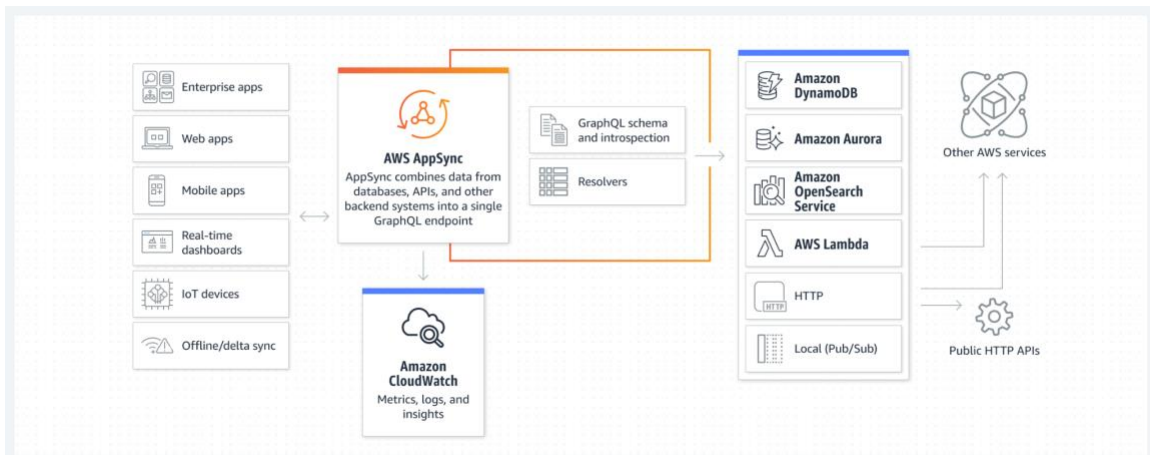 Enterprise apps
Web apps
Mobile apps
Real-time
dashboards
IoT devices
Offline/delta sync
AWS AppSync
AppSync combines data from
databases, APIs, and other
backend systems into a single
GraphQL endpoint
Amazon
CloudWatch
Metrics, logs, and
insights
GraphQL schema
and introspection
Resolvers
Amazon
DynamoDB
Amazon Aurora
Amazon
OpenSearch
Service
AWS Lambda
HTTP
HTTP
Local (Pub/Sub)
Other AWS services
Public HTTP APIs